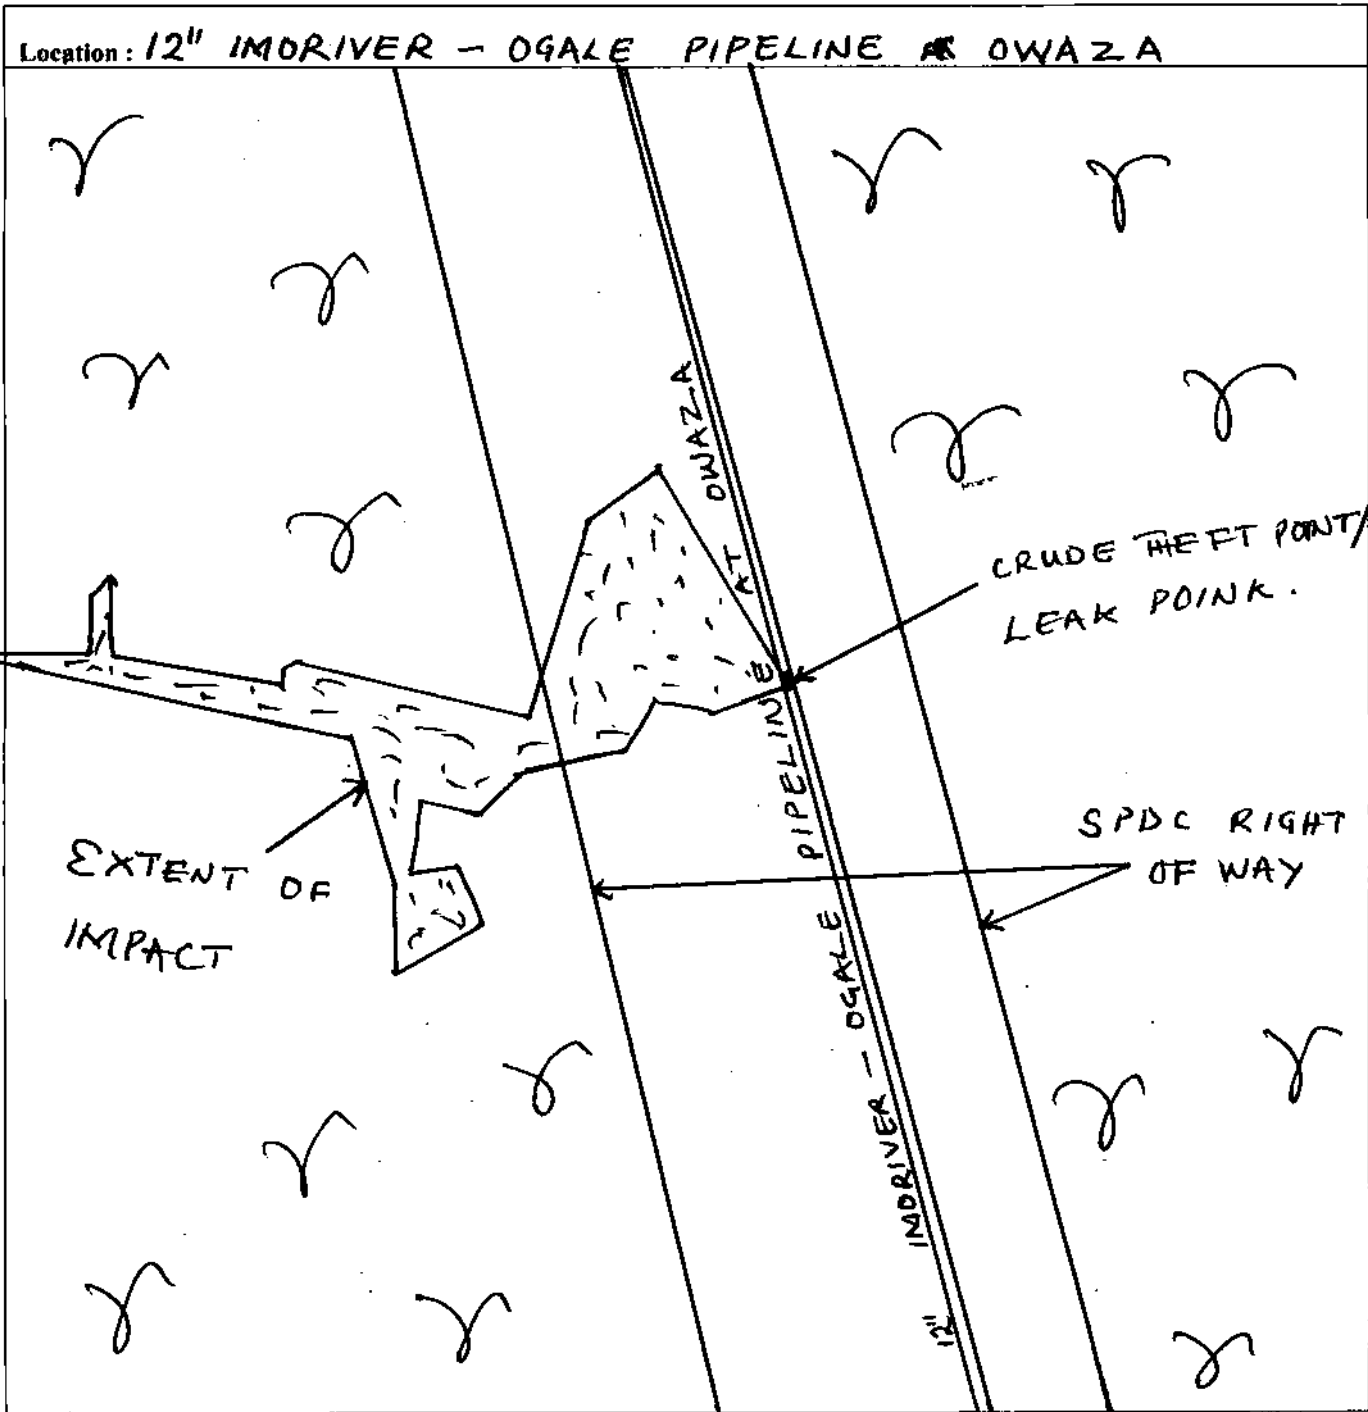 Location : 12" IMORIVER - OGALE PIPELINE OWAZA
CRUDE THEFT POINT/
LEAK POINK.
SPDC RIGHT
OF WAY
EXTENT OF
IMPACT
12" IMORIVER - OGALE PIPELINE AT OWAZA